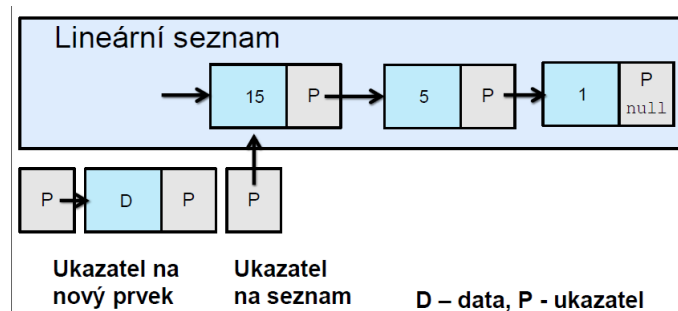 Lineární seznam
15 P 5 P 1 P
null
P D P P
Ukazatel na
nový prvek
Ukazatel
na seznam
D – data, P - ukazatel